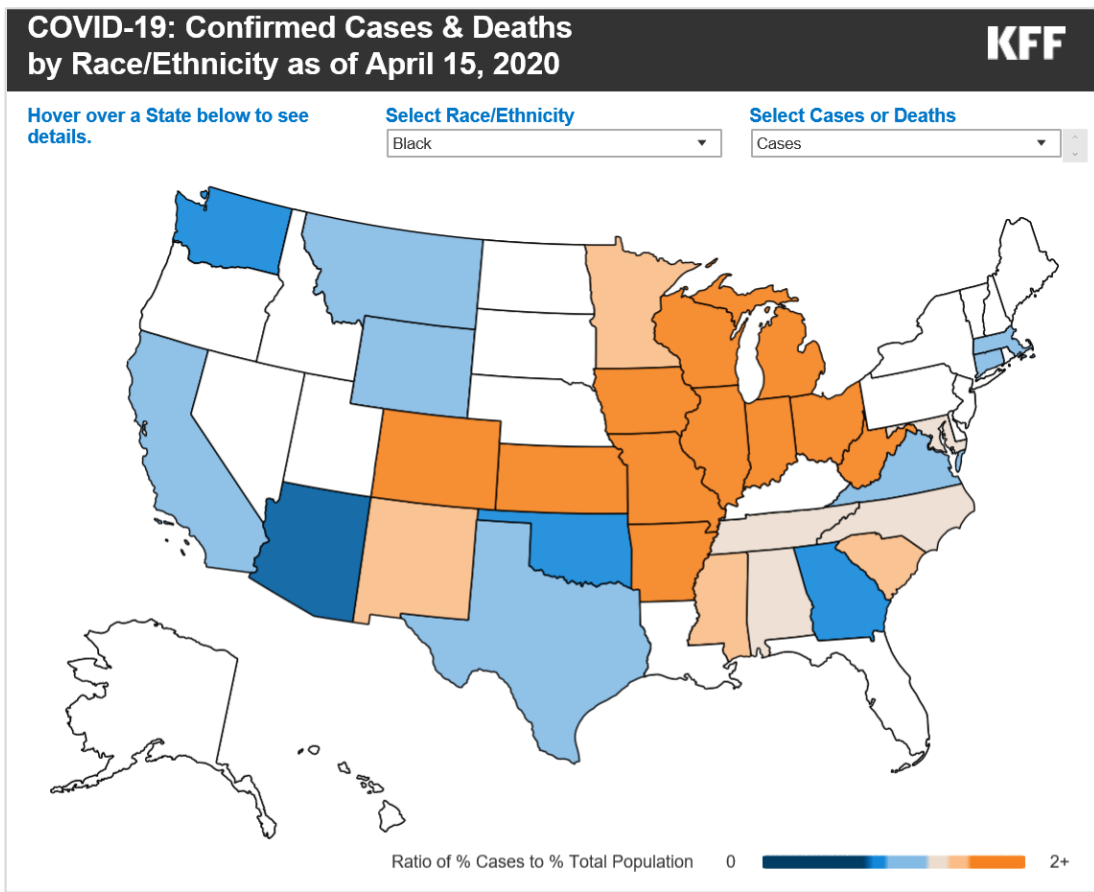 COVID-19: Confirmed Cases & Deaths
by Race/Ethnicity as of April 15, 2020
KFF
Hover over a State below to see
details.
Select Race/Ethnicity
Black
Select Cases or Deaths
Cases
Ratio of % Cases to % Total Population 0 2+